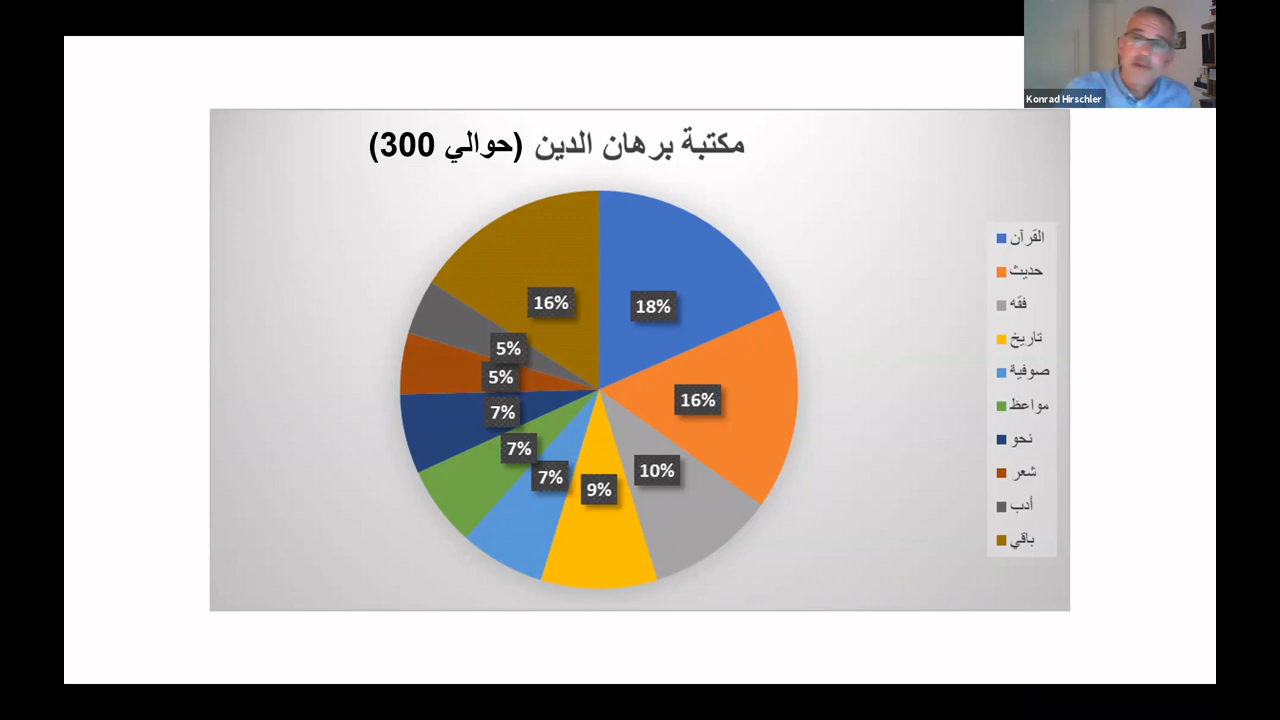 Konrad Hirschler
مكتبة برهان الدين (حوالي 300)
18%
16%
10%
9%
7%
7%
7%
5%
5%
16%
القرآن
حديث
فقه
تاريخ
صوفية
مواعظ
نحو
شعر
أدب
باقي